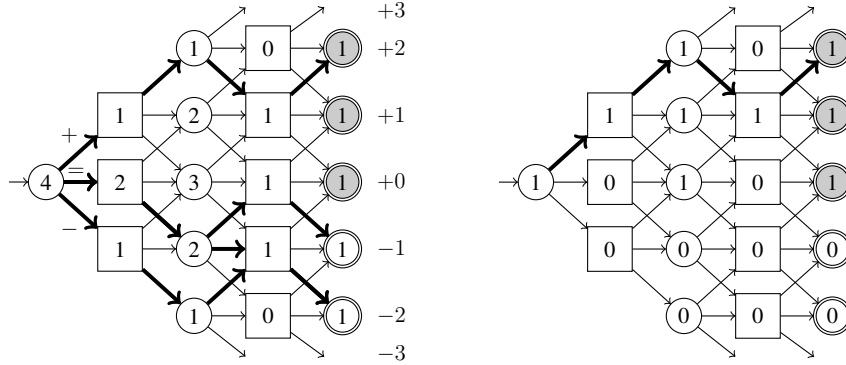 +3
1 0 1 +2 1 0 1
1 2 1 1 +1 1 1 1 1
+
4 = 2 3 1 1 +0 1 0 1 0 1
−
1 2 1 1 −1 0 0 0 0
1 0 1 −2 0 0 0
−3